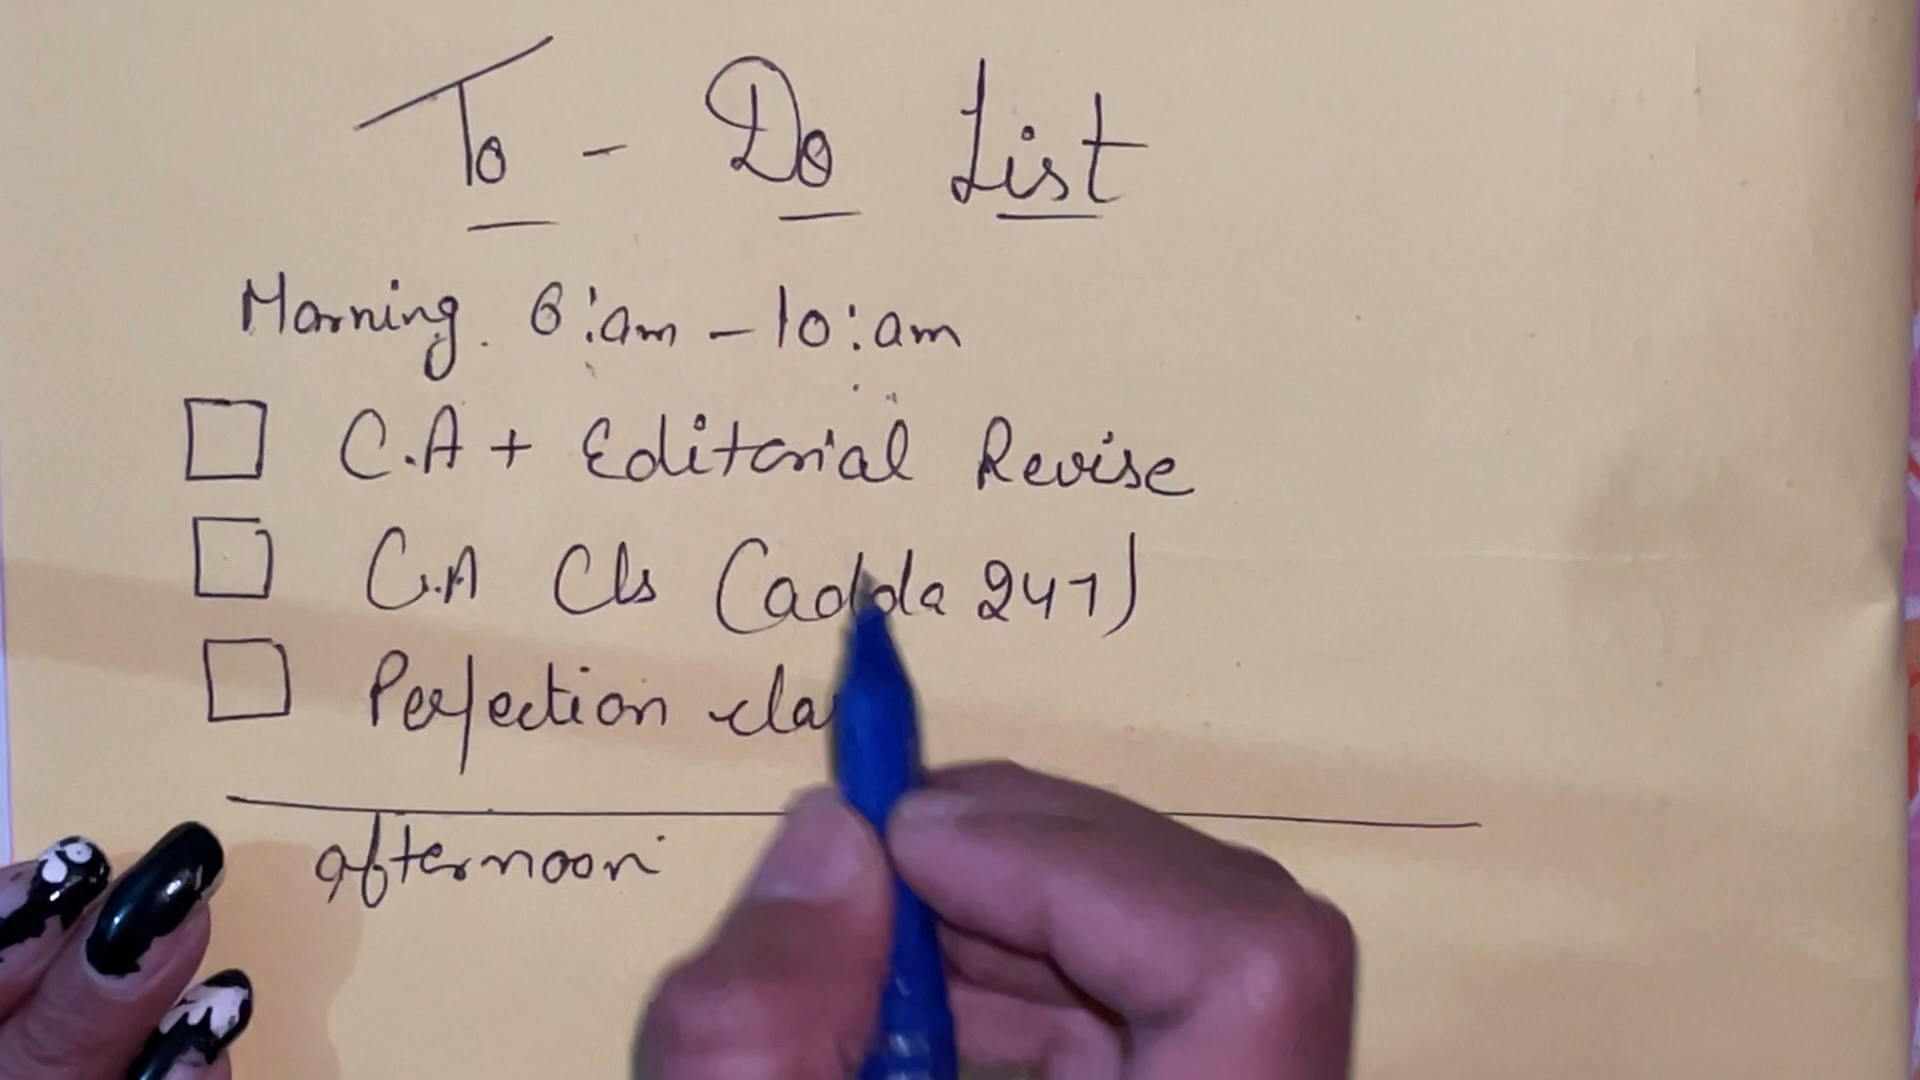 To - Do List
Morning. 6:am - 10:am
C.A + Editorial Revise
C.A Cls (adda 247)
Perfection
afternoon